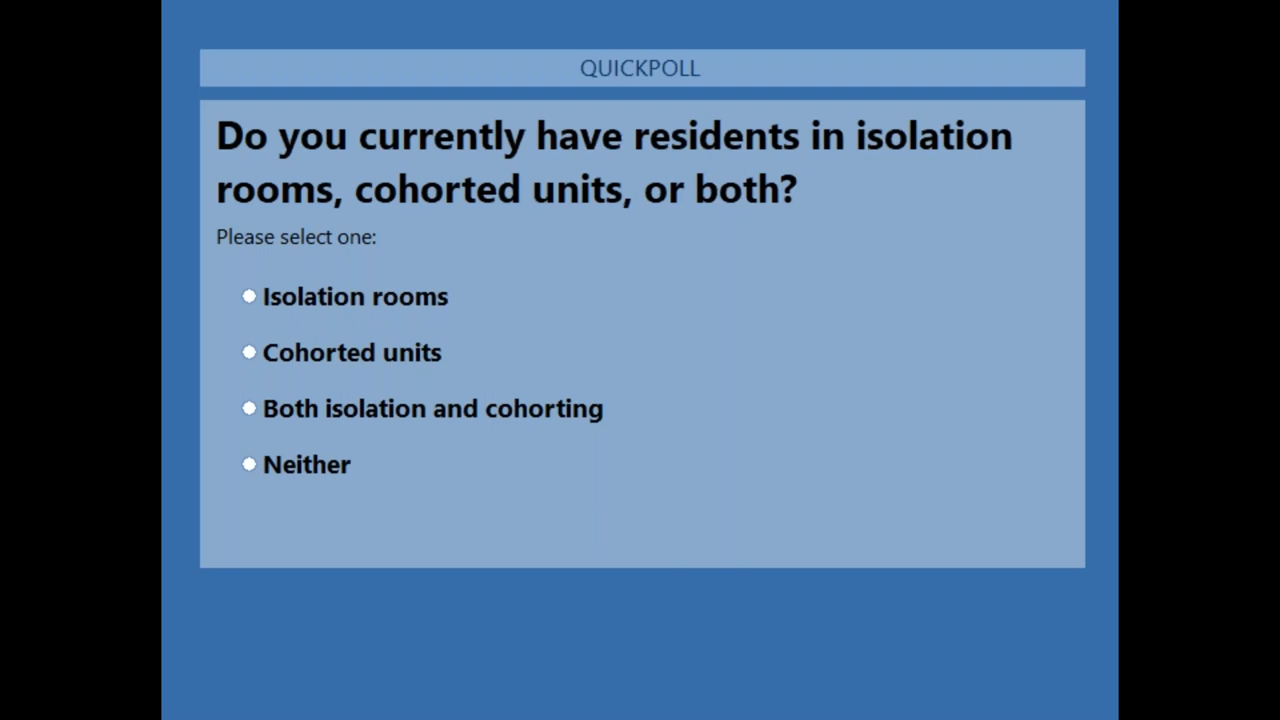 QUICKPOLL
Do you currently have residents in isolation
rooms, cohorted units, or both?
Please select one:
Isolation rooms
Cohorted units
Both isolation and cohorting
Neither